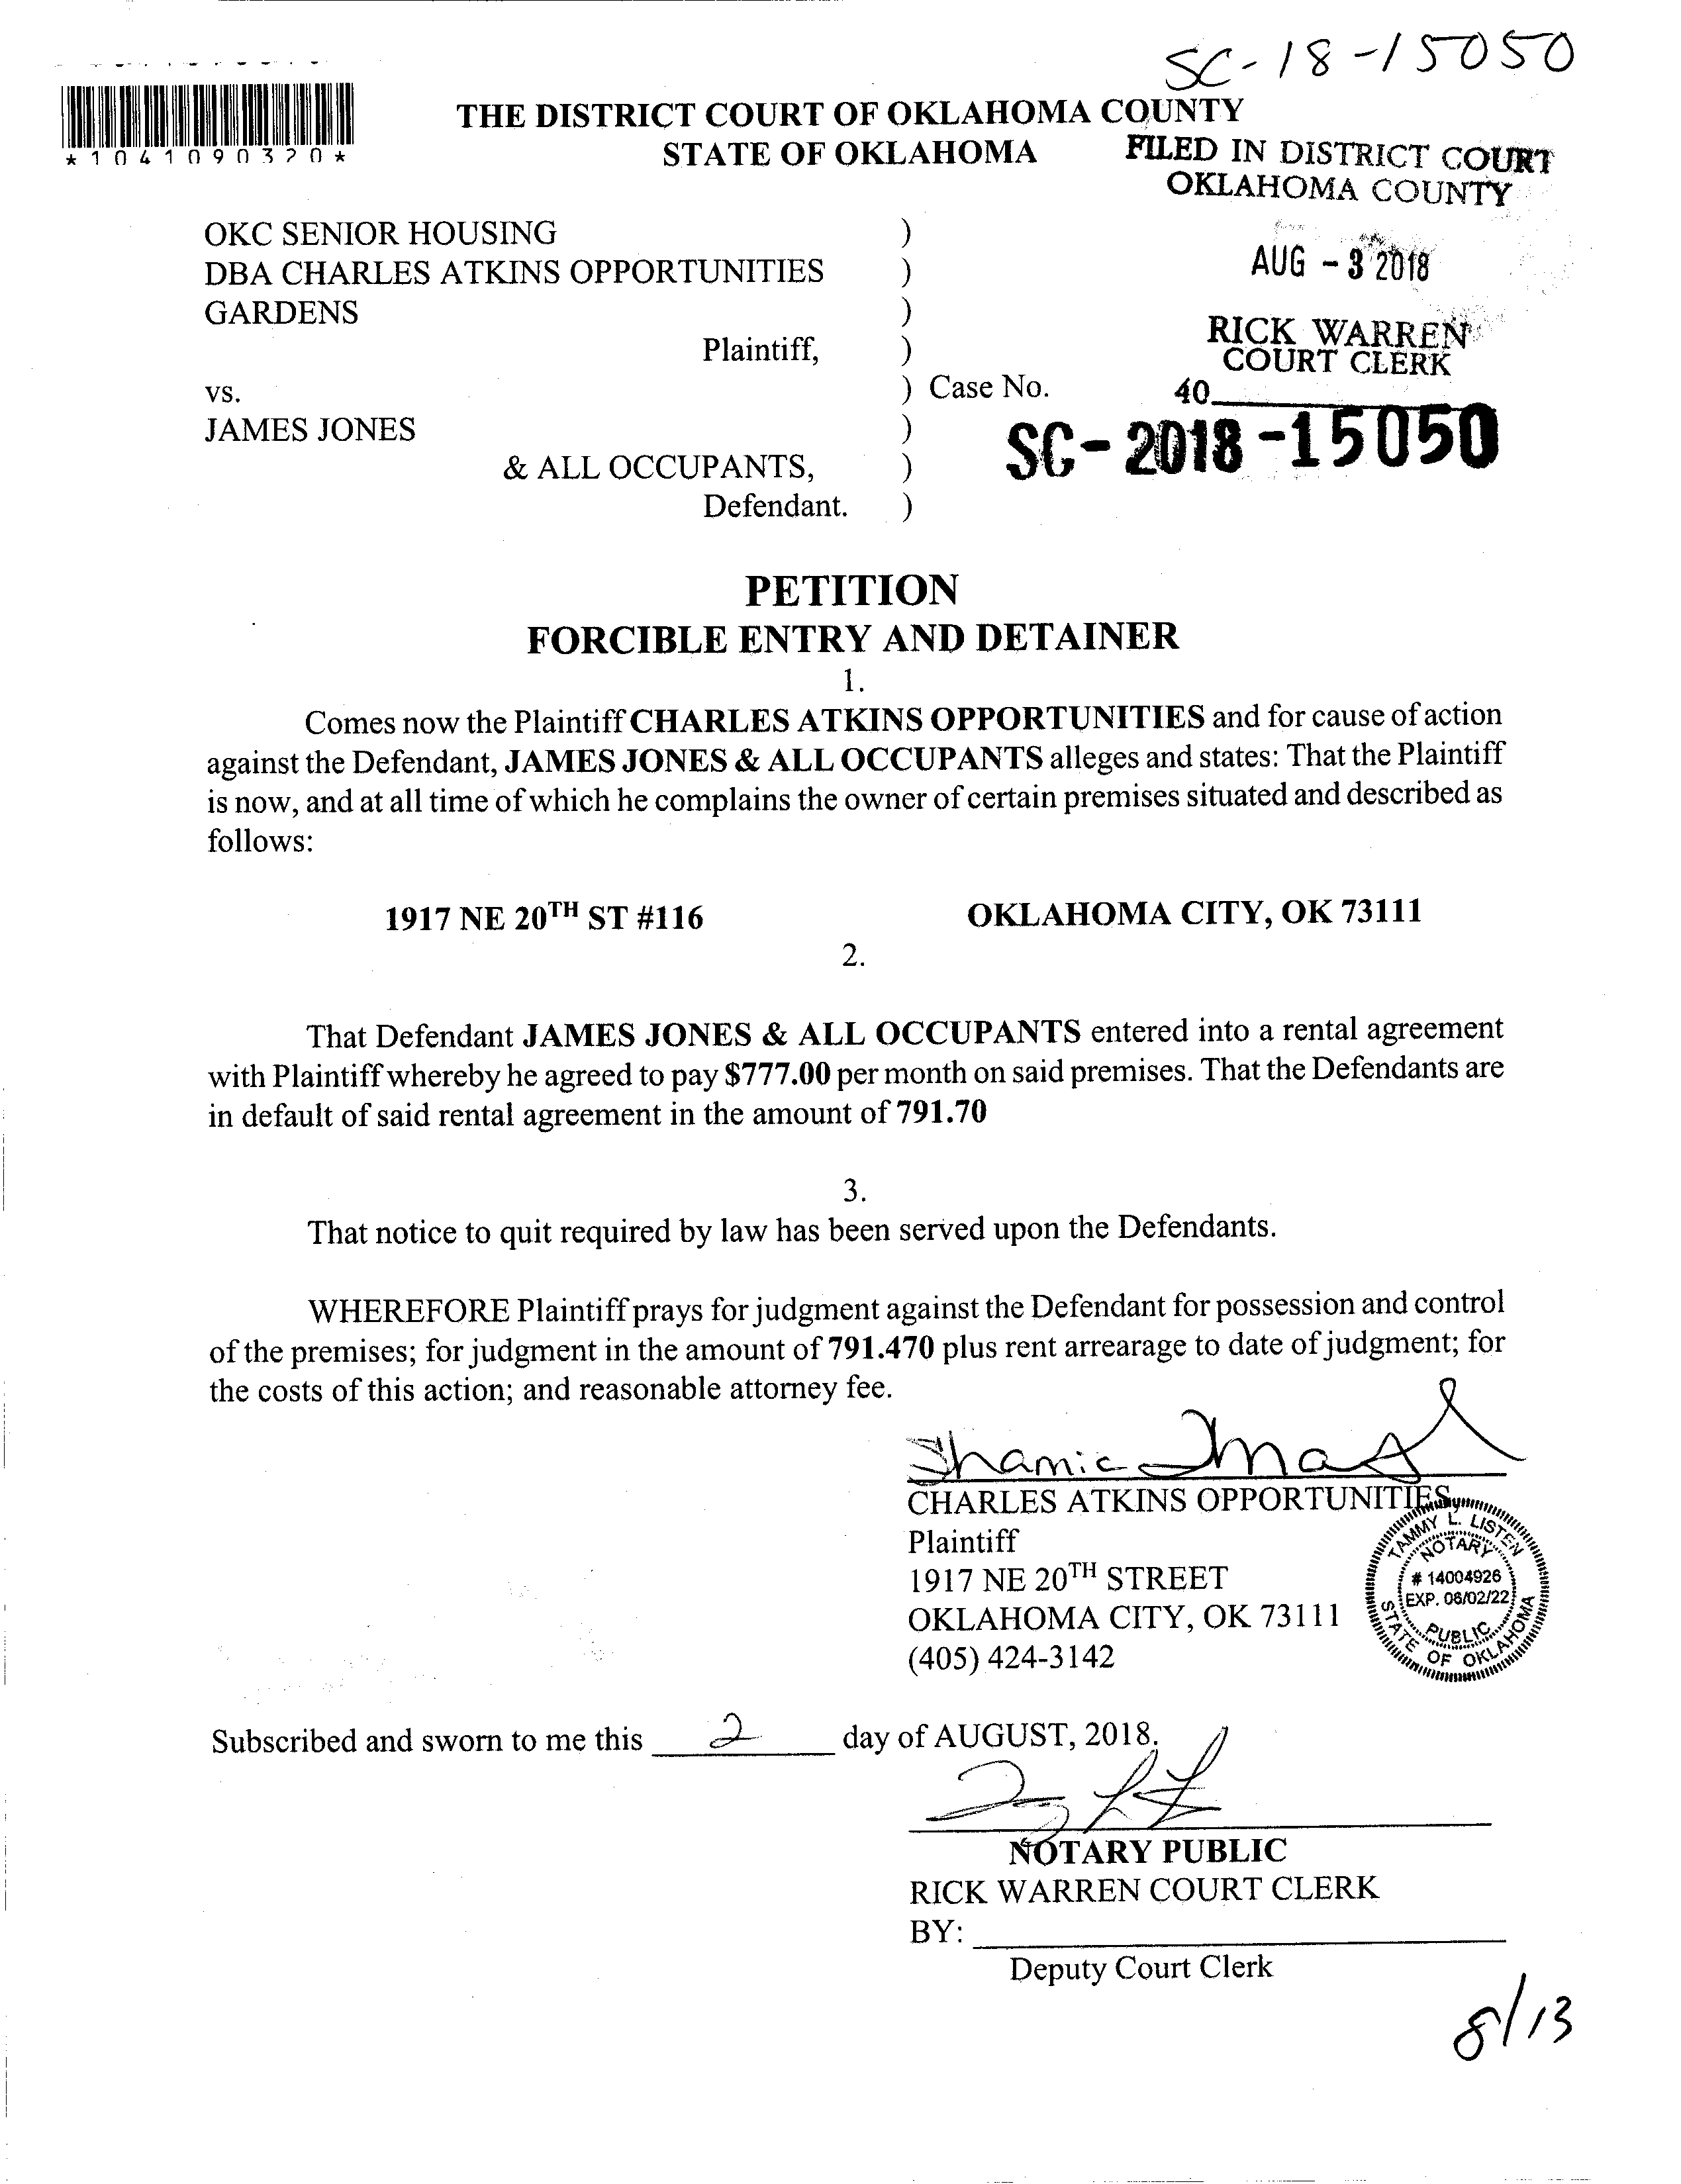 SC-18-15050
*1041090320*
THE DISTRICT COURT OF OKLAHOMA COUNTY
STATE OF OKLAHOMA
FILED IN DISTRICT COURT
OKLAHOMA COUNTY
AUG - 3 2018
RICK WARREN
COURT CLERK
40
OKC SENIOR HOUSING )
DBA CHARLES ATKINS OPPORTUNITIES )
GARDENS )
Plaintiff, )
vs. ) Case No.
SC-2018-15050
JAMES JONES )
& ALL OCCUPANTS, )
Defendant. )
PETITION
FORCIBLE ENTRY AND DETAINER
1.
Comes now the Plaintiff CHARLES ATKINS OPPORTUNITIES and for cause of action
against the Defendant, JAMES JONES & ALL OCCUPANTS alleges and states: That the Plaintiff
is now, and at all time of which he complains the owner of certain premises situated and described as
follows:
1917 NE 20TH ST #116 OKLAHOMA CITY, OK 73111
2.
That Defendant JAMES JONES & ALL OCCUPANTS entered into a rental agreement
with Plaintiff whereby he agreed to pay $777.00 per month on said premises. That the Defendants are
in default of said rental agreement in the amount of 791.70
3.
That notice to quit required by law has been served upon the Defendants.
WHEREFORE Plaintiff prays for judgment against the Defendant for possession and control
of the premises; for judgment in the amount of 791.470 plus rent arrearage to date of judgment; for
the costs of this action; and reasonable attorney fee.
CHARLES ATKINS OPPORTUNITIES
Plaintiff
1917 NE 20TH STREET
OKLAHOMA CITY, OK 73111
(405) 424-3142
TAMMY L. LISTEN
NOTARY
# 14004926
EXP. 06/02/22
PUBLIC
STATE OF OKLAHOMA
Subscribed and sworn to me this 2 day of AUGUST, 2018.
NOTARY PUBLIC
RICK WARREN COURT CLERK
BY:
Deputy Court Clerk
8/13